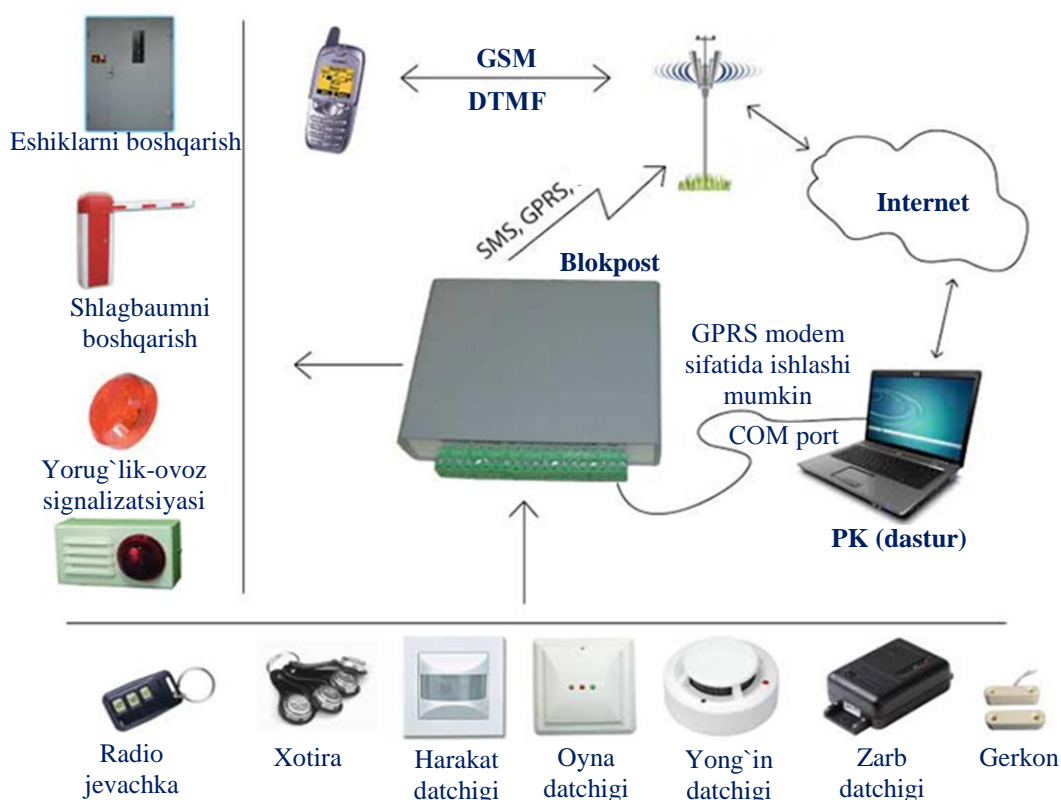 Eshiklarni boshqarish
Shlagbaumni
boshqarish
Yorug`lik-ovoz
signalizatsiyasi
GSM
DTMF
SMS, GPRS,
Internet
Blokpost
GPRS modem
sifatida ishlashi
mumkin
COM port
PK (dastur)
Radio
jevachka
Xotira
Harakat
datchigi
Oyna
datchigi
Yong`in
datchigi
Zarb
datchigi
Gerkon